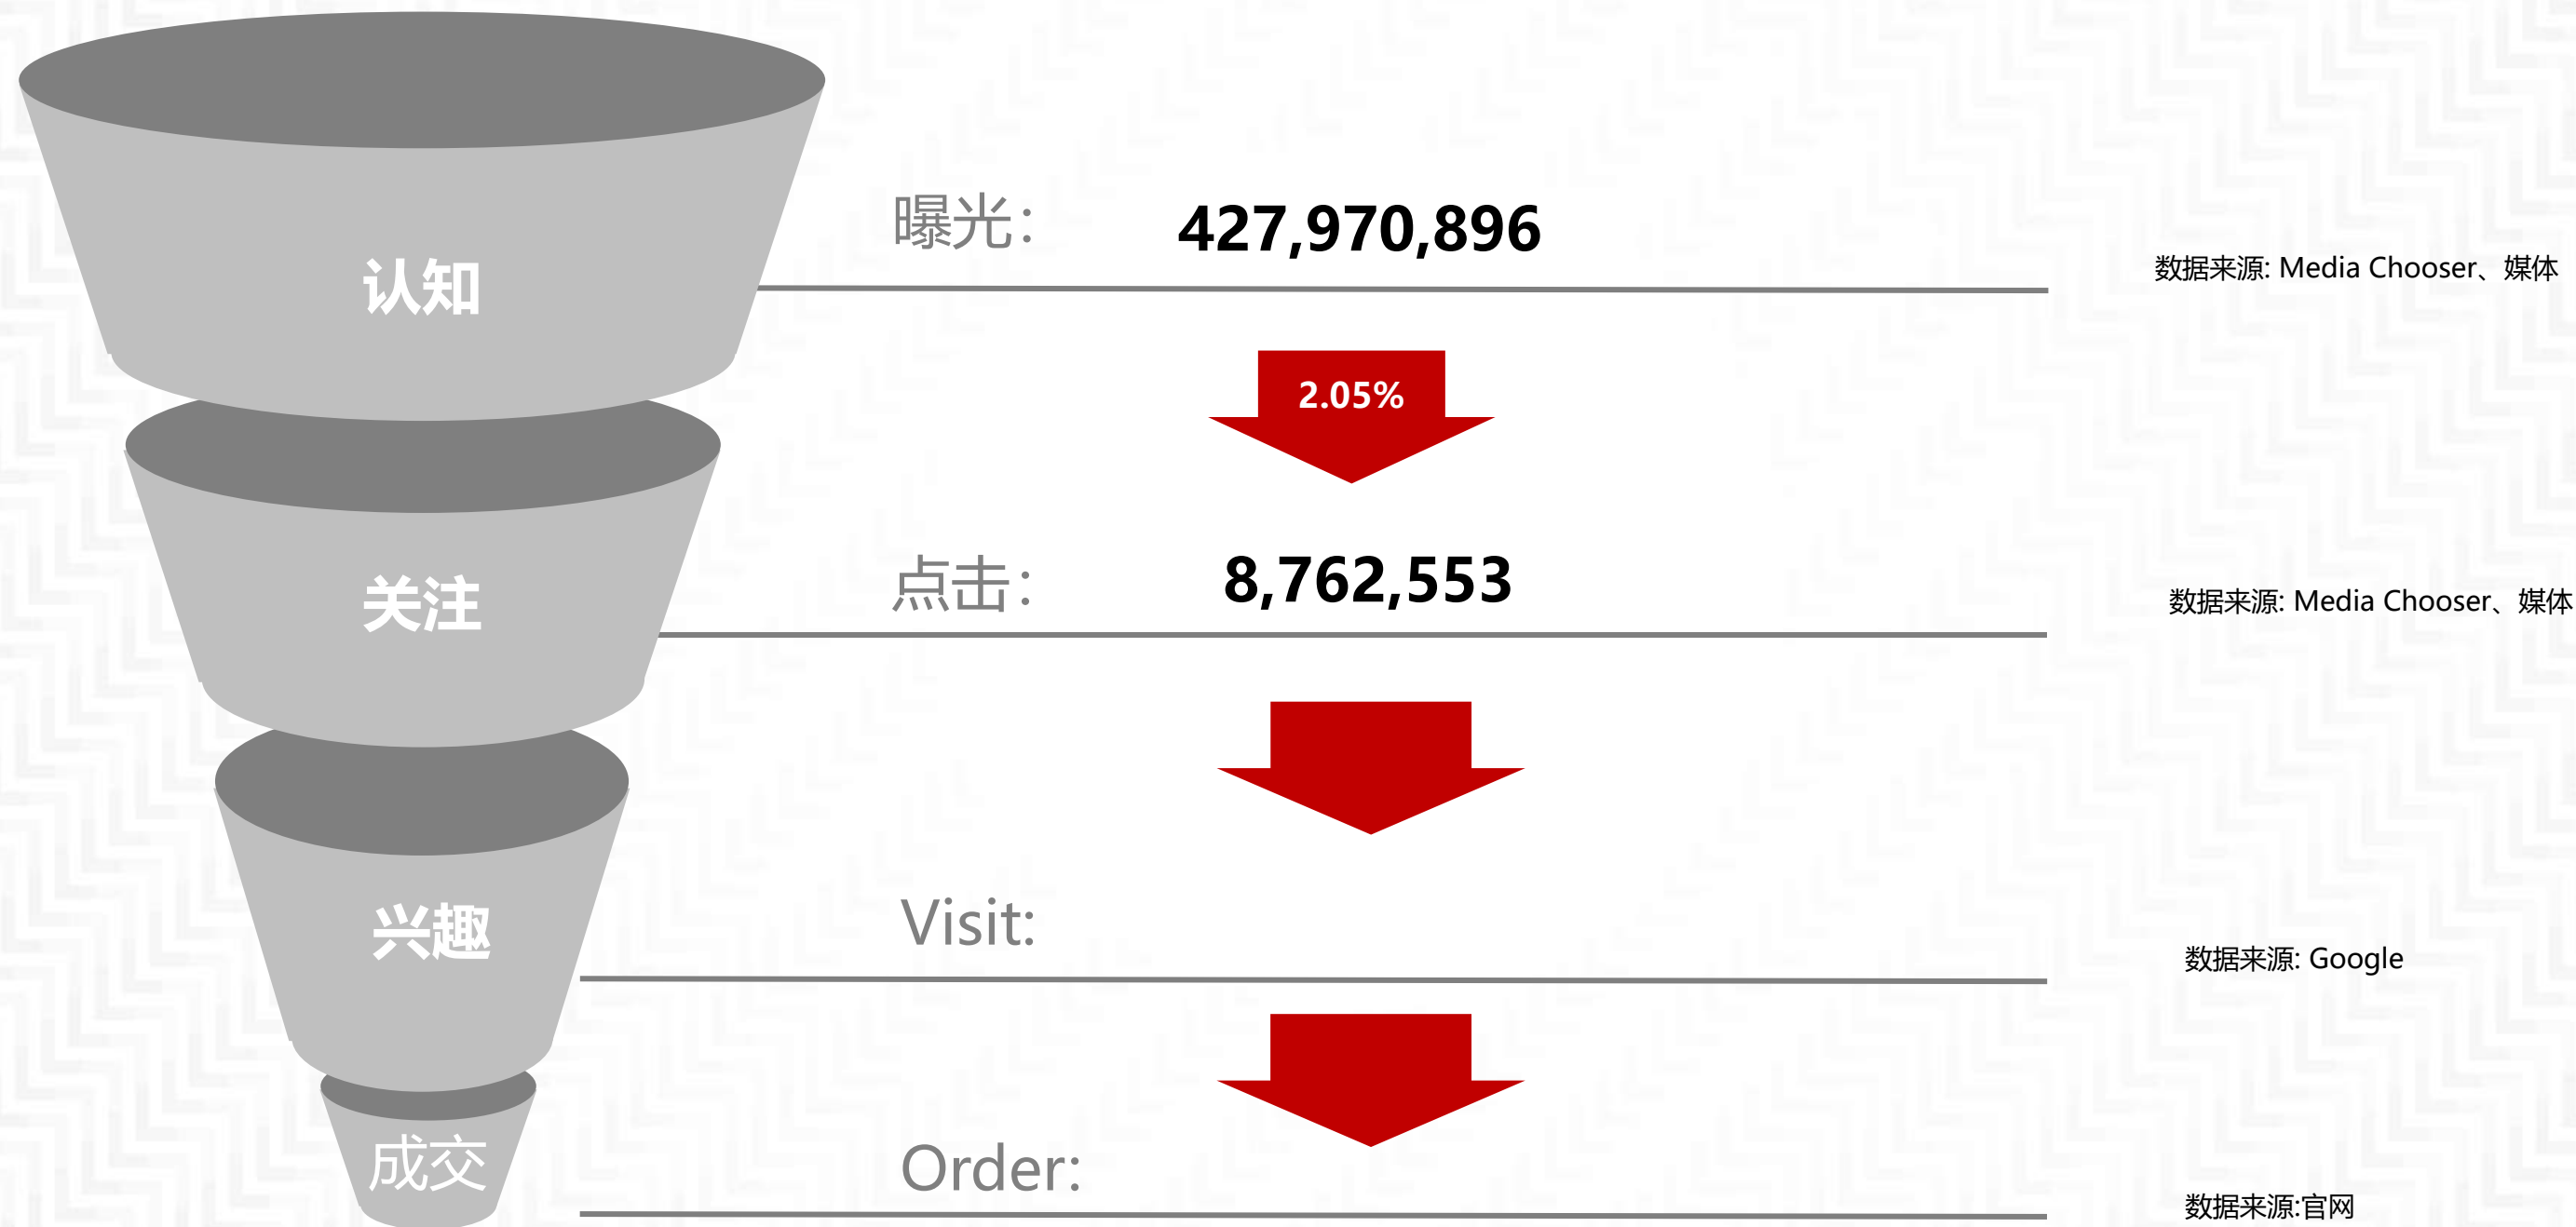 认知
曝光：
427,970,896
数据来源: Media Chooser、媒体
2.05%
关注
点击：
8,762,553
数据来源: Media Chooser、媒体
兴趣
Visit:
数据来源: Google
成交
Order:
数据来源:官网